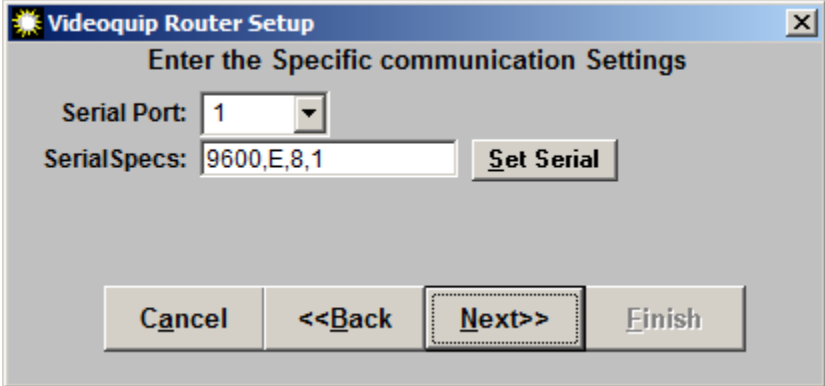 Videoquip Router Setup
Enter the Specific communication Settings
Serial Port: 1
SerialSpecs: 9600,E,8,1 Set Serial
Cancel <<Back Next>> Finish